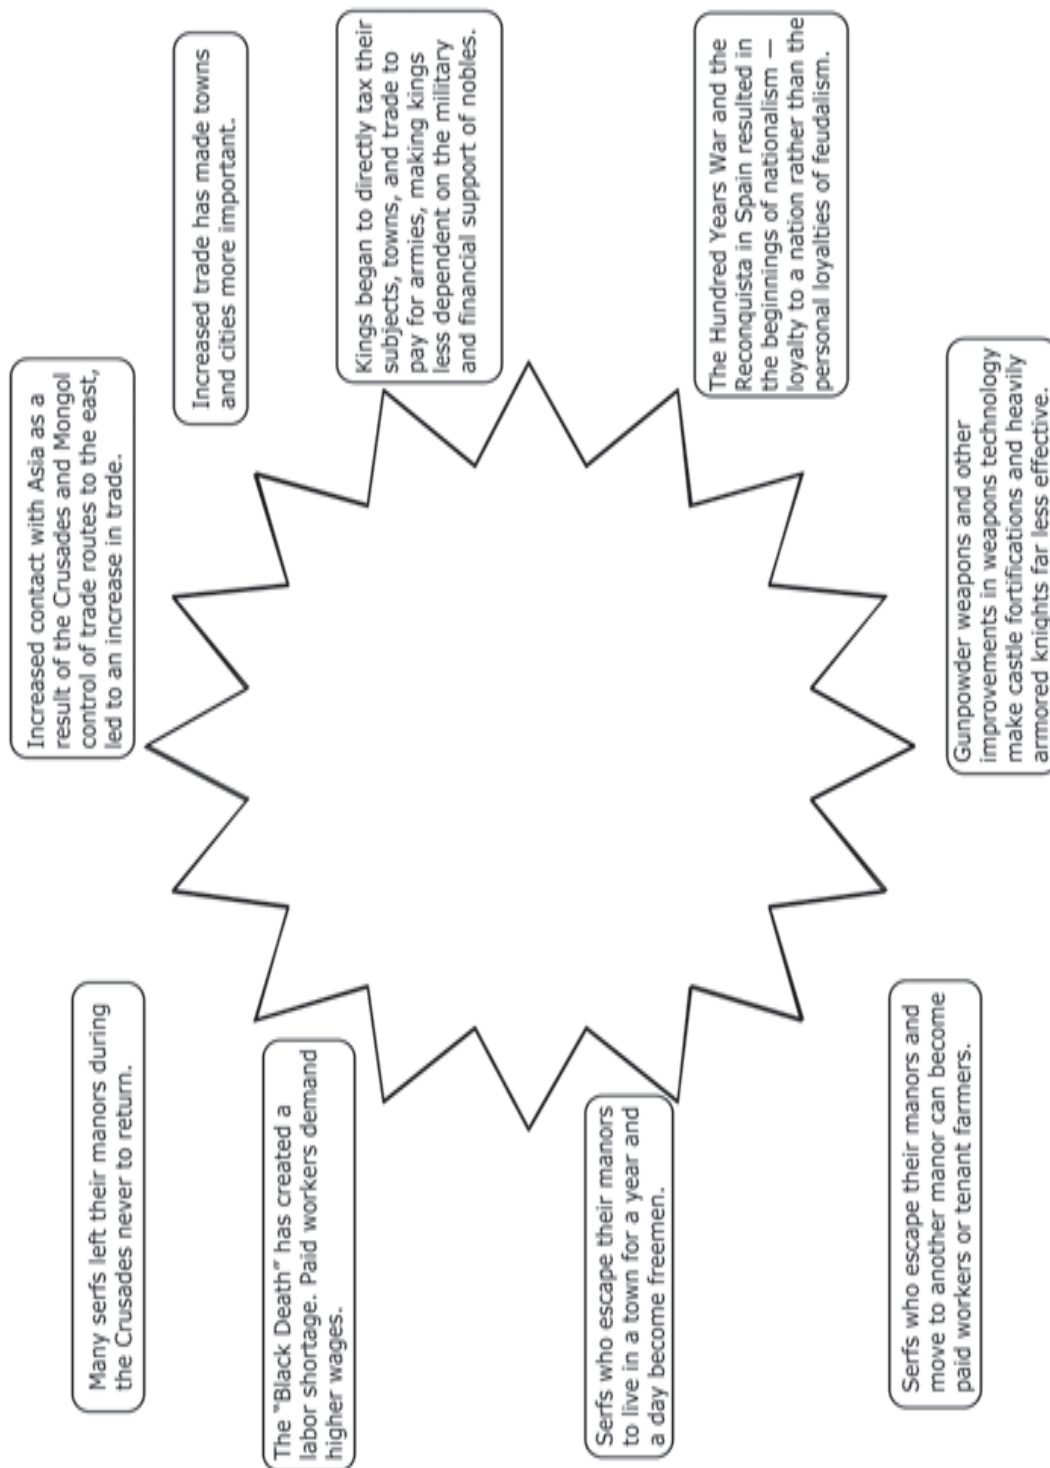 Increased contact with Asia as a
result of the Crusades and Mongol
control of trade routes to the east,
led to an increase in trade.
Many serfs left their manors during
the Crusades never to return.
Increased trade has made towns
and cities more important.
The "Black Death" has created a
labor shortage. Paid workers demand
higher wages.
Kings began to directly tax their
subjects, towns, and trade to
pay for armies, making kings
less dependent on the military
and financial support of nobles.
Serfs who escape their manors
to live in a town for a year and
a day become freemen.
The Hundred Years War and the
Reconquista in Spain resulted in
the beginnings of nationalism —
loyalty to a nation rather than the
personal loyalties of feudalism.
Serfs who escape their manors and
move to another manor can become
paid workers or tenant farmers.
Gunpowder weapons and other
improvements in weapons technology
make castle fortifications and heavily
armored knights far less effective.